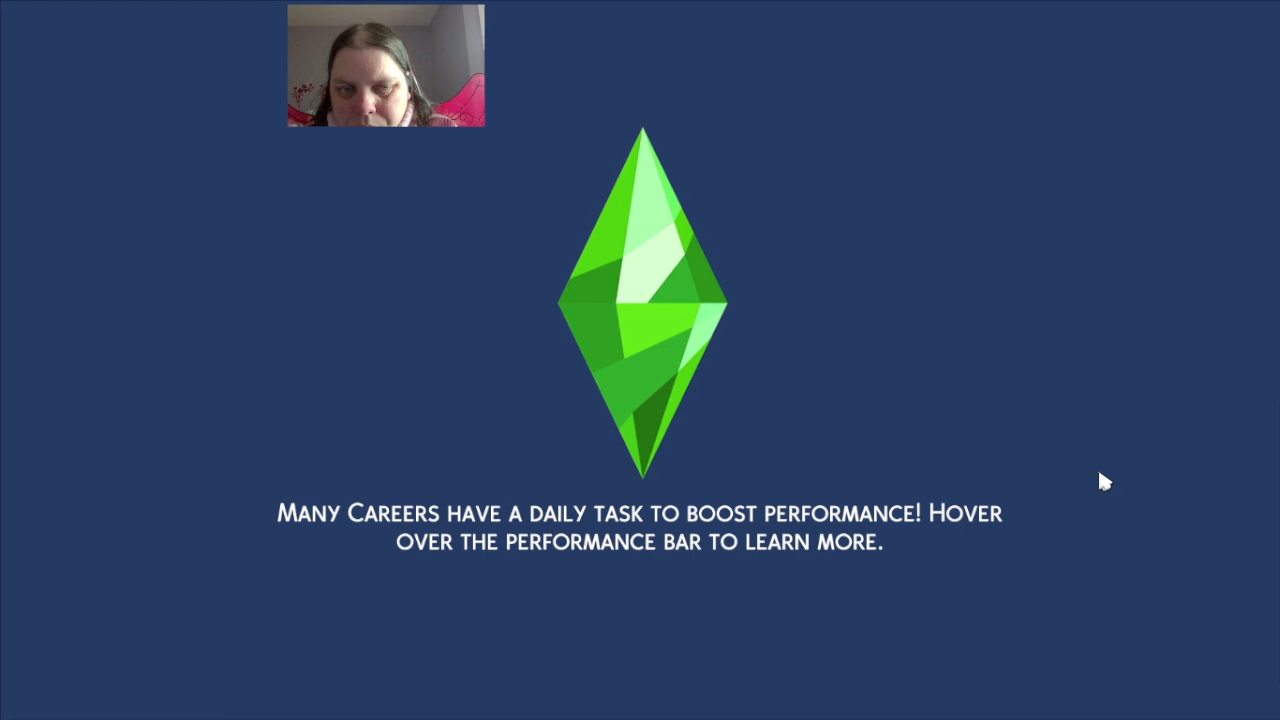 Many Careers have a daily task to boost performance! Hover
over the performance bar to learn more.